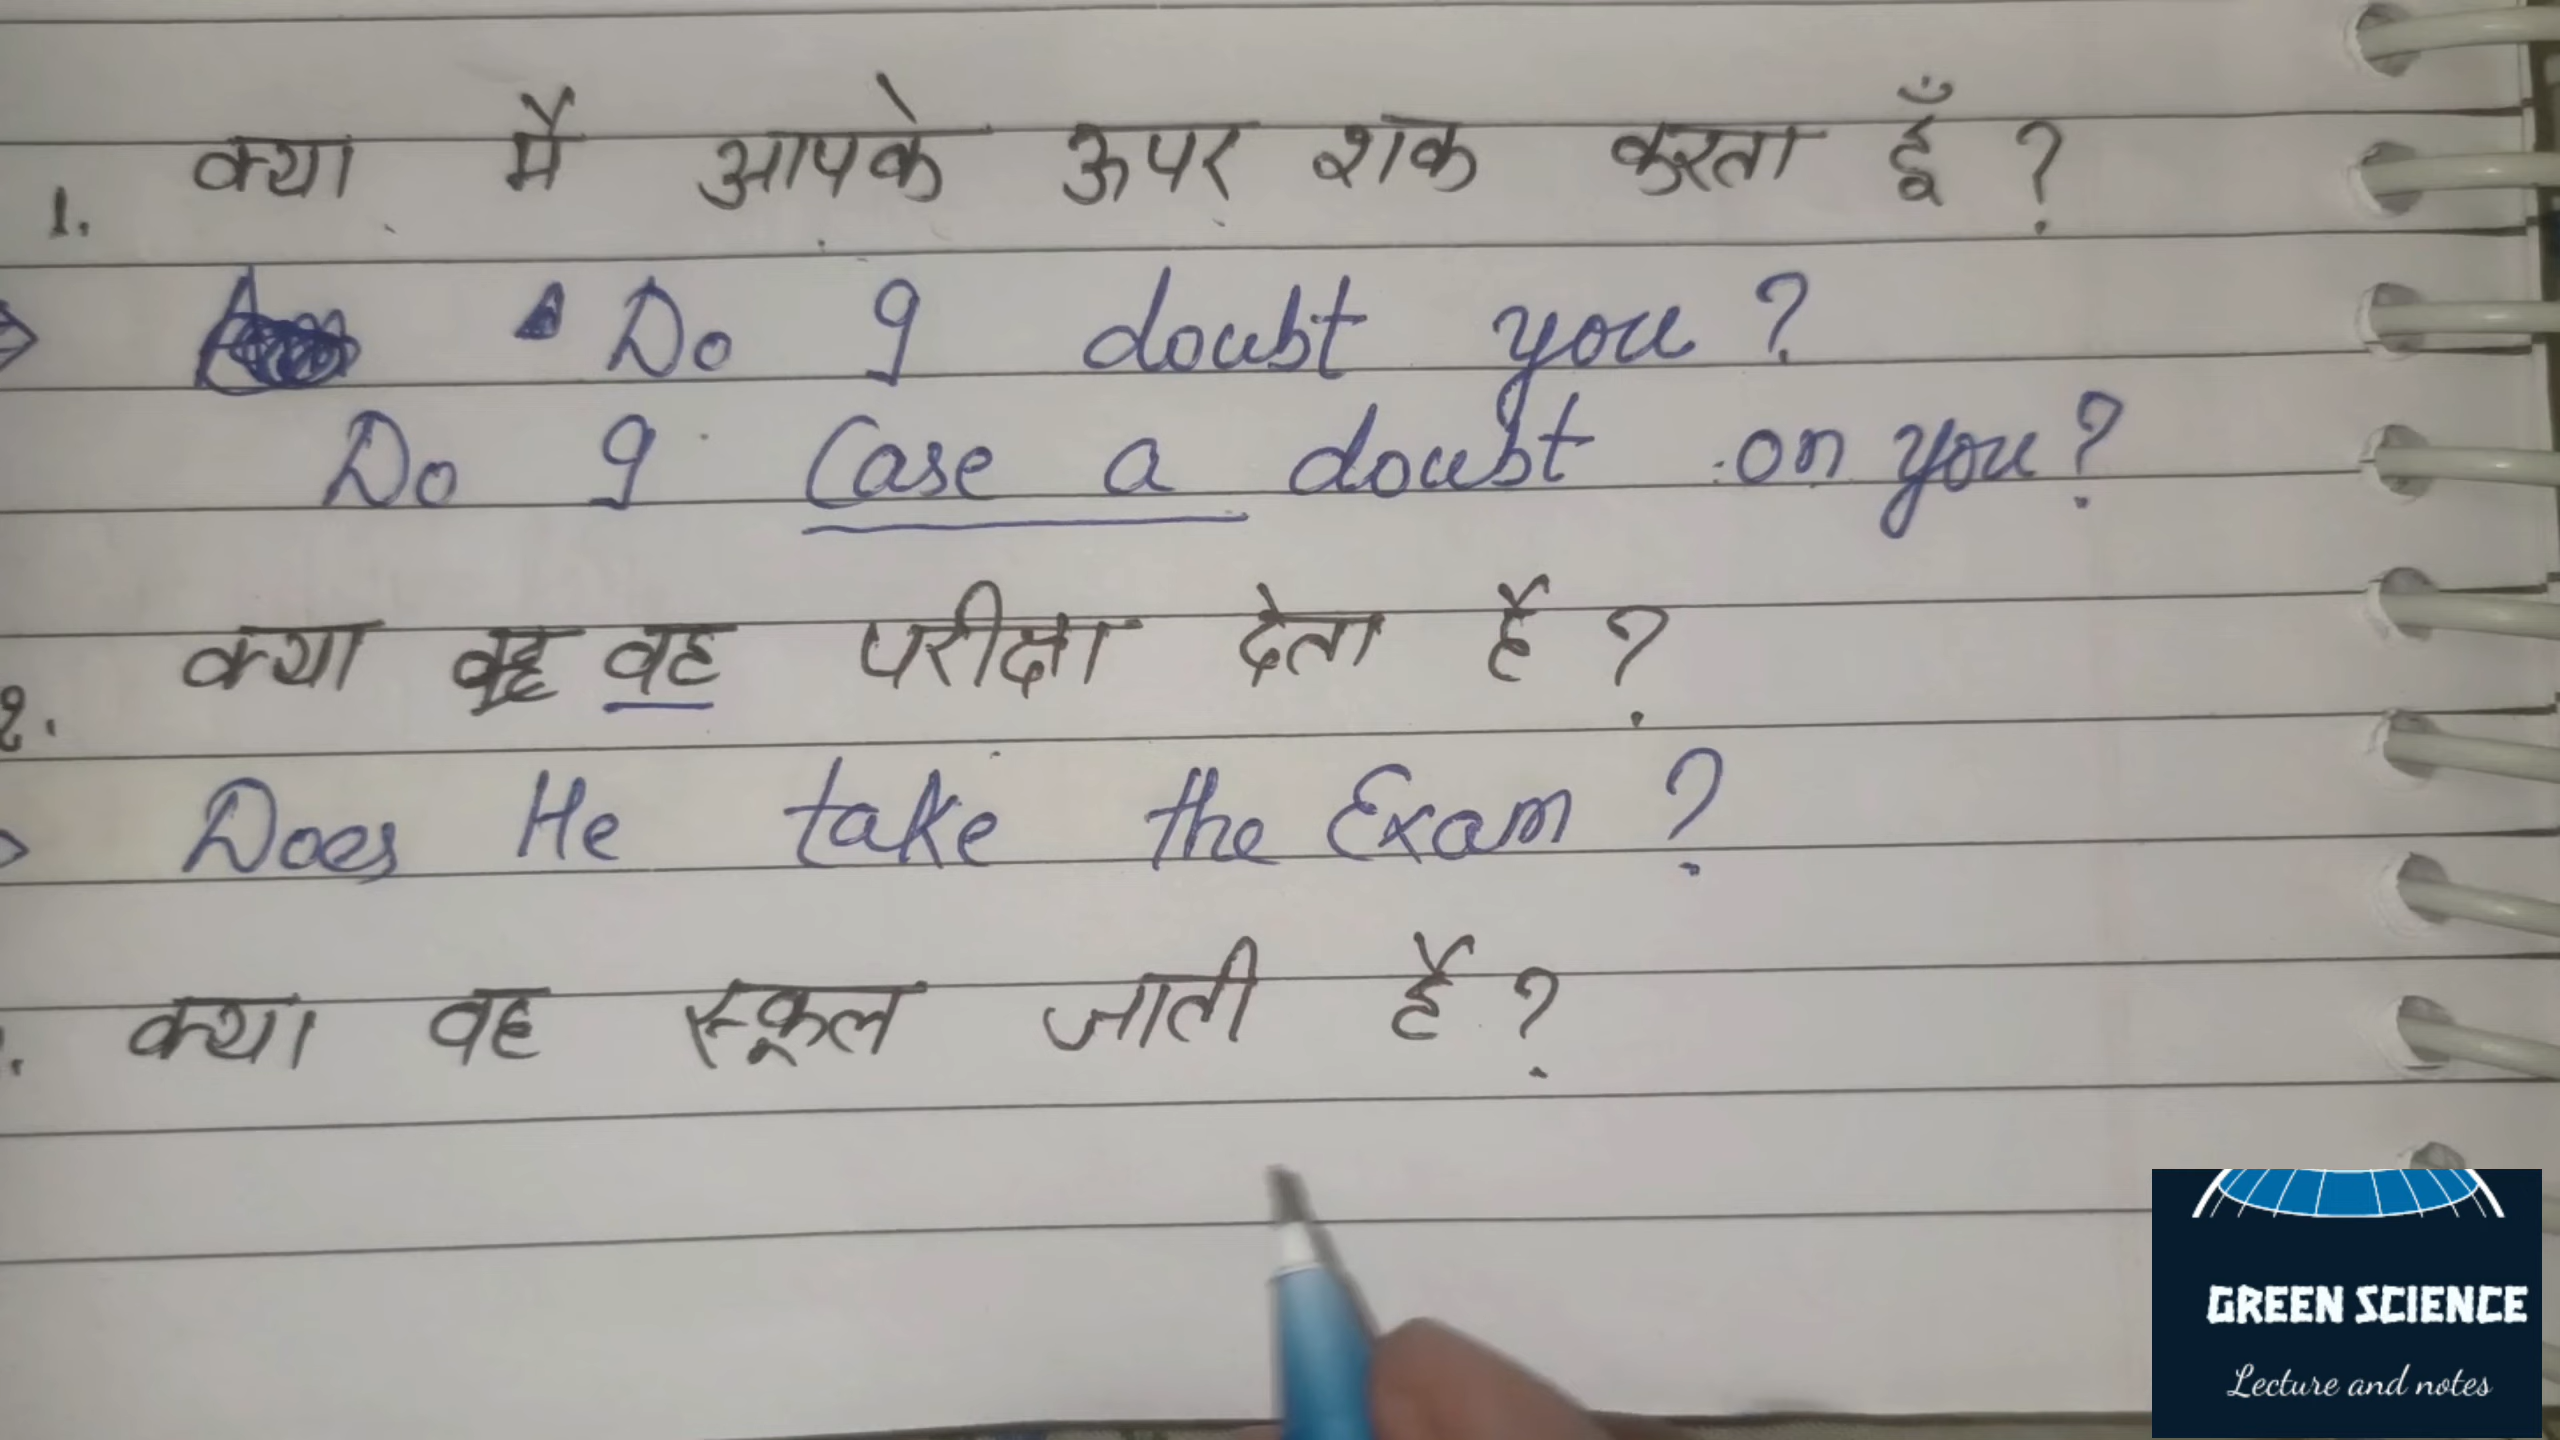 1. क्या मै आपके ऊपर शक करता हूँ ?
Do I doubt you ?
Do I Case a doubt on you ?
2. क्या वह वह परीक्षा देता है ?
Does He take the Exam ?
क्या वह स्कूल जाती है ?
GREEN SCIENCE
Lecture and notes